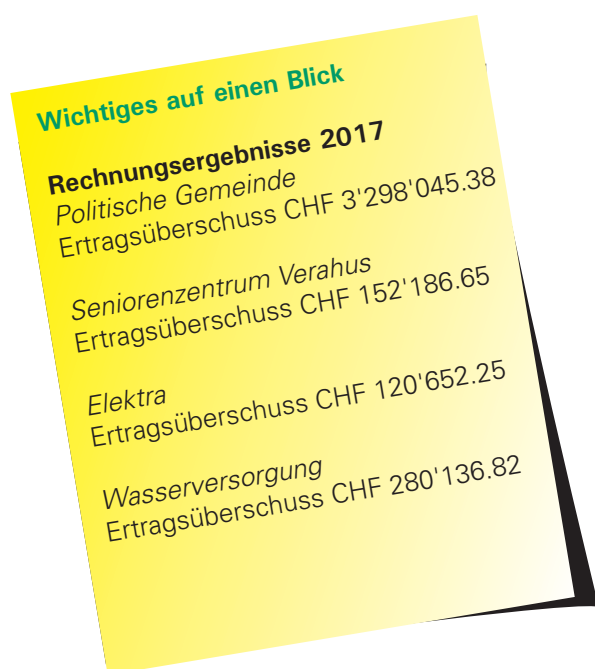 Wichtiges auf einen Blick
Rechnungsergebnisse 2017
Politische Gemeinde
Ertragsüberschuss CHF 3'298'045.38
Seniorenzentrum Verahus
Ertragsüberschuss CHF 152'186.65
Elektra
Ertragsüberschuss CHF 120'652.25
Wasserversorgung
Ertragsüberschuss CHF 280'136.82